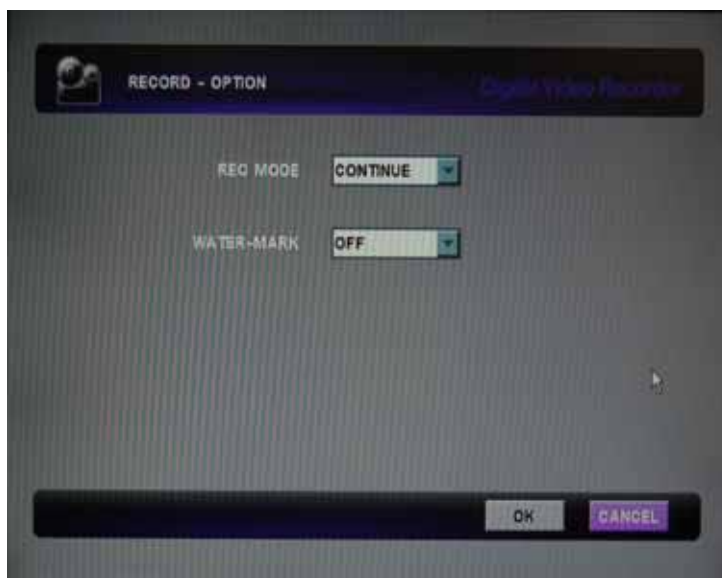 RECORD - OPTION
Digital Video Recorder
REC MODE CONTINUE
WATER-MARK OFF
OK CANCEL